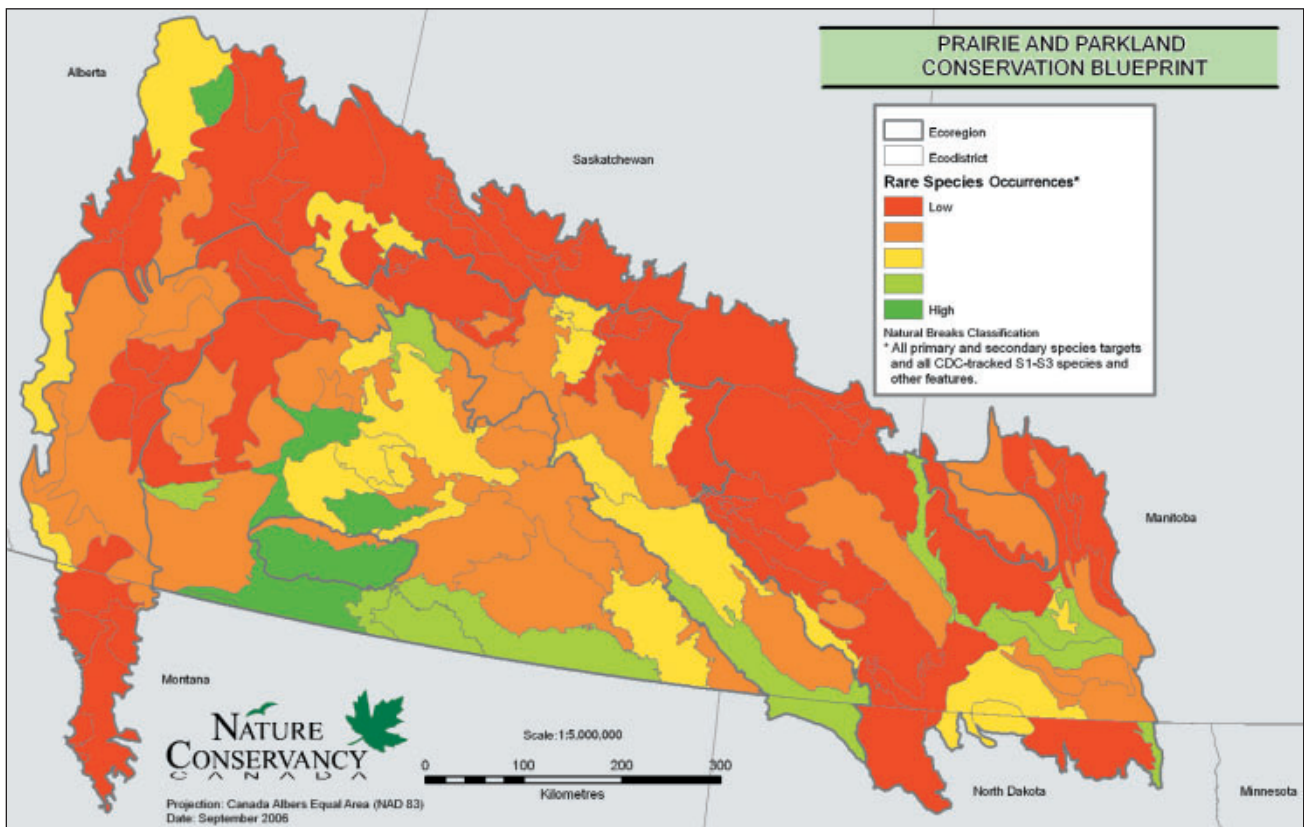 PRAIRIE AND PARKLAND
CONSERVATION BLUEPRINT
Alberta
Saskatchewan
Ecoregion
Ecodistrict
Rare Species Occurrences*
Low
High
Natural Breaks Classification
* All primary and secondary species targets
and all CDC-tracked S1-S3 species and
other features.
Manitoba
Montana
NATURE
CONSERVANCY
CANADA
Scale:1:5,000,000
0 100 200 300
Kilometres
North Dakota
Minnesota
Projection: Canada Albers Equal Area (NAD 83)
Date: September 2006